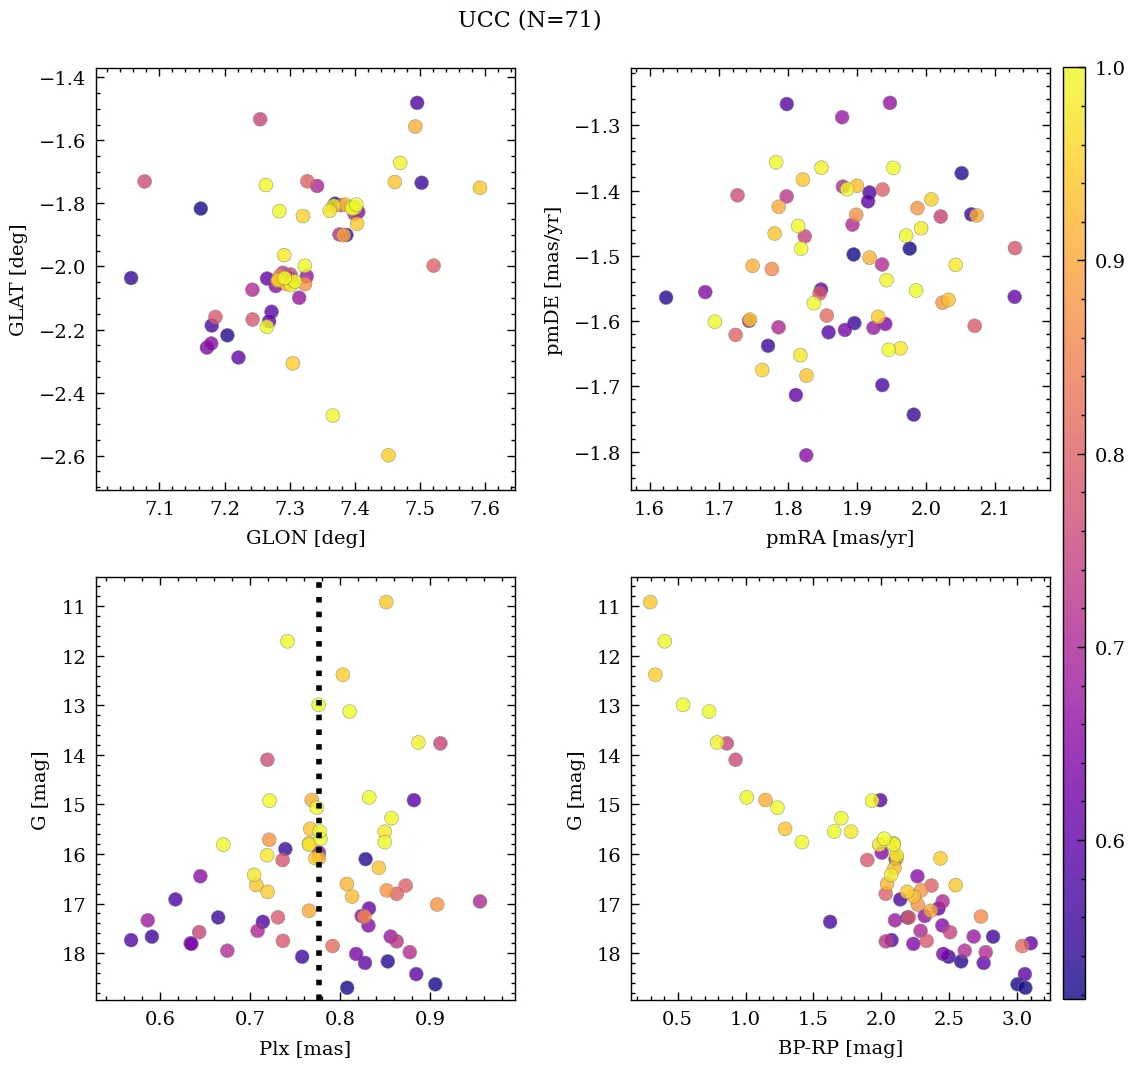 UCC (N=71)
−1.4
−1.6
−1.8
−2.0
−2.2
−2.4
−2.6
GLAT [deg]
7.1 7.2 7.3 7.4 7.5 7.6
GLON [deg]
−1.3
−1.4
−1.5
−1.6
−1.7
−1.8
pmDE [mas/yr]
1.6 1.7 1.8 1.9 2.0 2.1
pmRA [mas/yr]
1.0
0.9
0.8
0.7
0.6
11
12
13
14
15
16
17
18
G [mag]
0.6 0.7 0.8 0.9
Plx [mas]
11
12
13
14
15
16
17
18
G [mag]
0.5 1.0 1.5 2.0 2.5 3.0
BP-RP [mag]